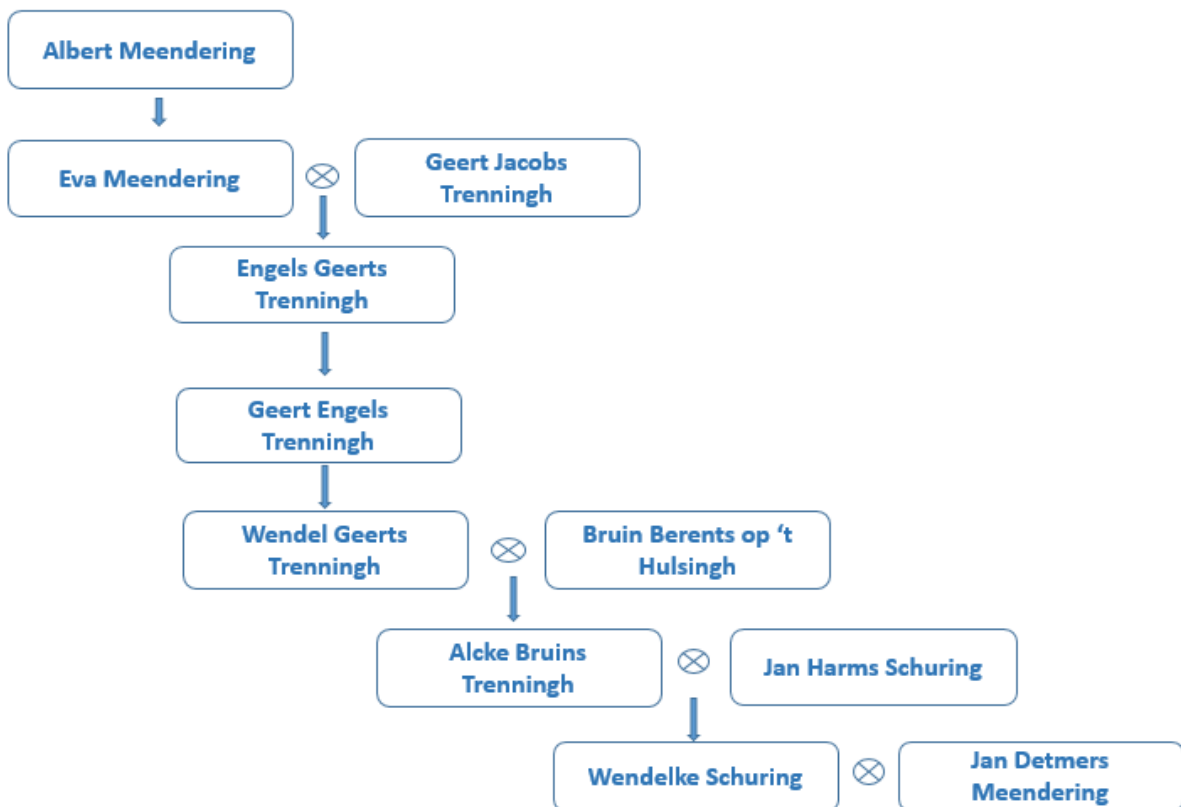 Albert Meendering
Eva Meendering
Geert Jacobs
Trenningh
Engels Geerts
Trenningh
Geert Engels
Trenningh
Wendel Geerts
Trenningh
Bruin Berents op ‘t
Hulsingh
Alcke Bruins
Trenningh
Jan Harms Schuring
Wendelke Schuring
Jan Detmers
Meendering